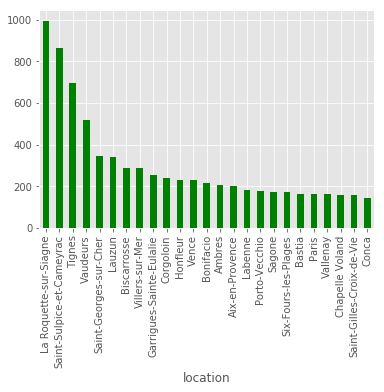 1000
800
600
400
200
0
La Roquette-sur-Siagne
Saint-Sulpice-et-Cameyrac
Tignes
Vaudeurs
Saint-Georges-sur-Cher
Lauzun
Biscarrosse
Villers-sur-Mer
Garrigues-Sainte-Eulalie
Corgoloin
Honfleur
Vence
Bonifacio
Ambres
Aix-en-Provence
Labenne
Porto-Vecchio
Sagone
Six-Fours-les-Plages
Bastia
Paris
Vallenay
Chapelle Voland
Saint-Gilles-Croix-de-Vie
Conca
location